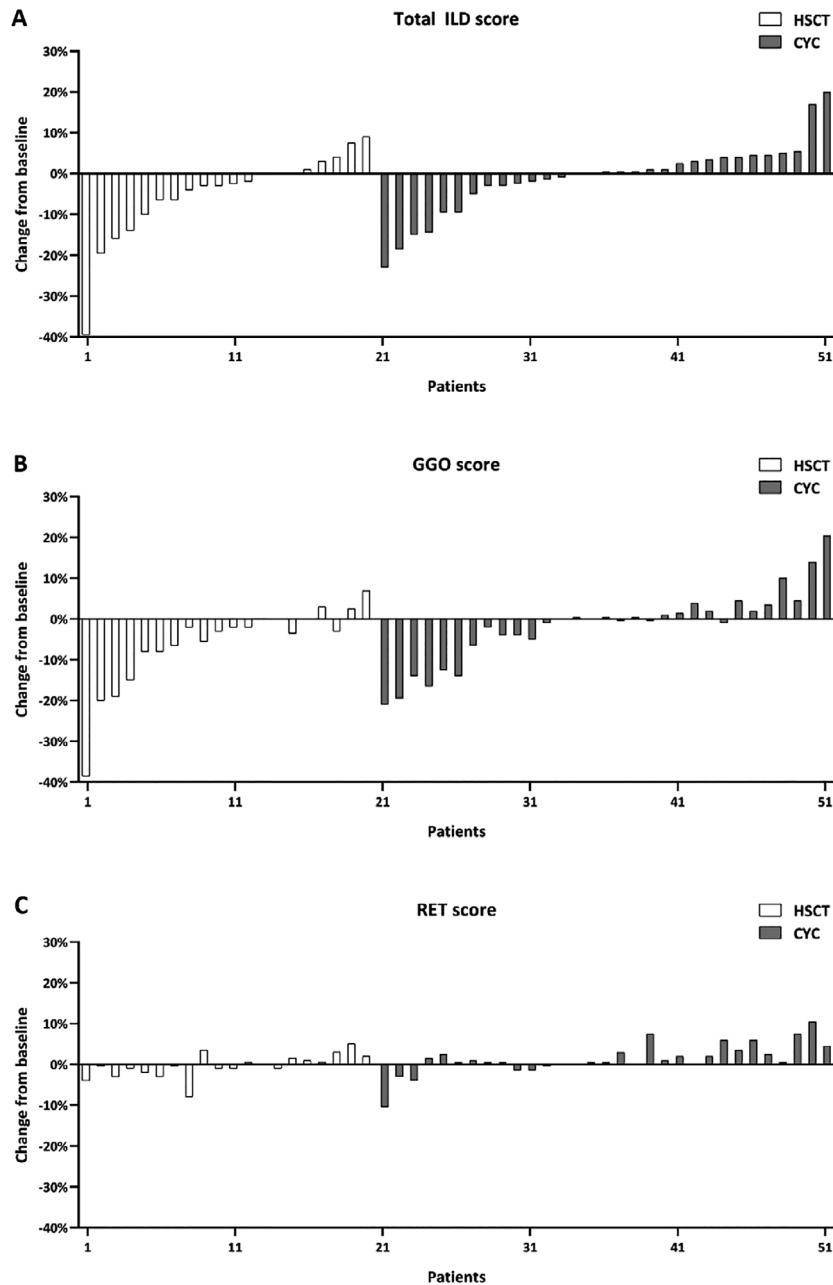 A
Total ILD score
HSCT
CYC
Change from baseline
30%
20%
10%
0%
-10%
-20%
-30%
-40%
1 11 21 31 41 51
Patients
B
GGO score
HSCT
CYC
Change from baseline
30%
20%
10%
0%
-10%
-20%
-30%
-40%
1 11 21 31 41 51
Patients
C
RET score
HSCT
CYC
Change from baseline
30%
20%
10%
0%
-10%
-20%
-30%
-40%
1 11 21 31 41 51
Patients